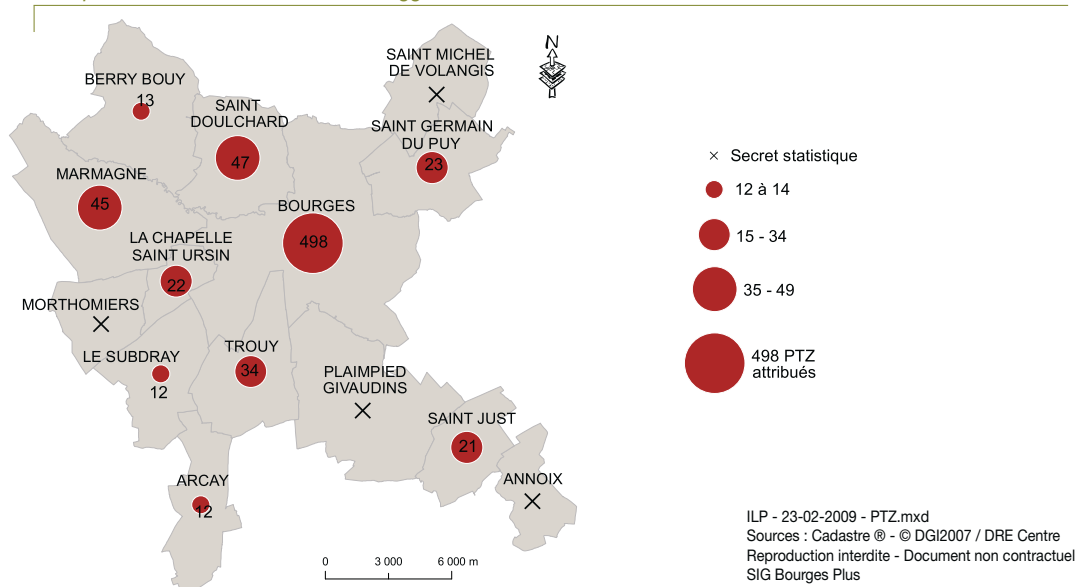 N
SAINT MICHEL
DE VOLANGIS
BERRY BOUY
13
SAINT
DOULCHARD
47
SAINT GERMAIN
DU PUY
23
MARMAGNE
45
BOURGES
498
LA CHAPELLE
SAINT URSIN
22
MORTHOMIERS
LE SUBDRAY
12
TROUY
34
PLAIMPIED
GIVAUDINS
SAINT JUST
21
ARCAY
12
ANNOIX
0 3 000 6 000 m
Secret statistique
12 à 14
15 - 34
35 - 49
498 PTZ
attribués
ILP - 23-02-2009 - PTZ.mxd
Sources : Cadastre ® - © DGI2007 / DRE Centre
Reproduction interdite - Document non contractuel
SIG Bourges Plus